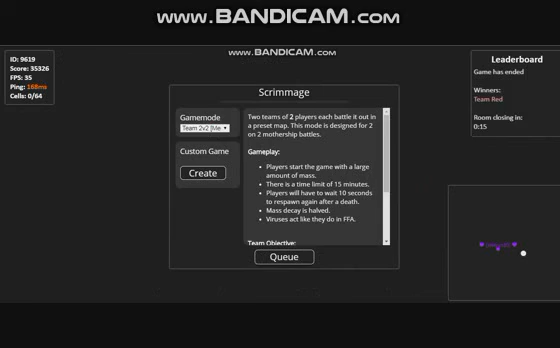 www.BANDICAM.com
www.BANDICAM.com
ID: 9619
Score: 35326
FPS: 35
Ping: 168ms
Cells: 0/64
Leaderboard
Game has ended
Winners:
Team Red
Room closing in:
0:15
Scrimmage
Gamemode
Team 2v2 [Me
Custom Game
Create
Two teams of 2 players each battle it out in
a preset map. This mode is designed for 2
on 2 mothership battles.
Gameplay:
• Players start the game with a large
amount of mass.
• There is a time limit of 15 minutes.
• Players will have to wait 10 seconds
to respawn again after a death.
• Mass decay is halved.
• Viruses act like they do in FFA.
Team Objective:
Queue